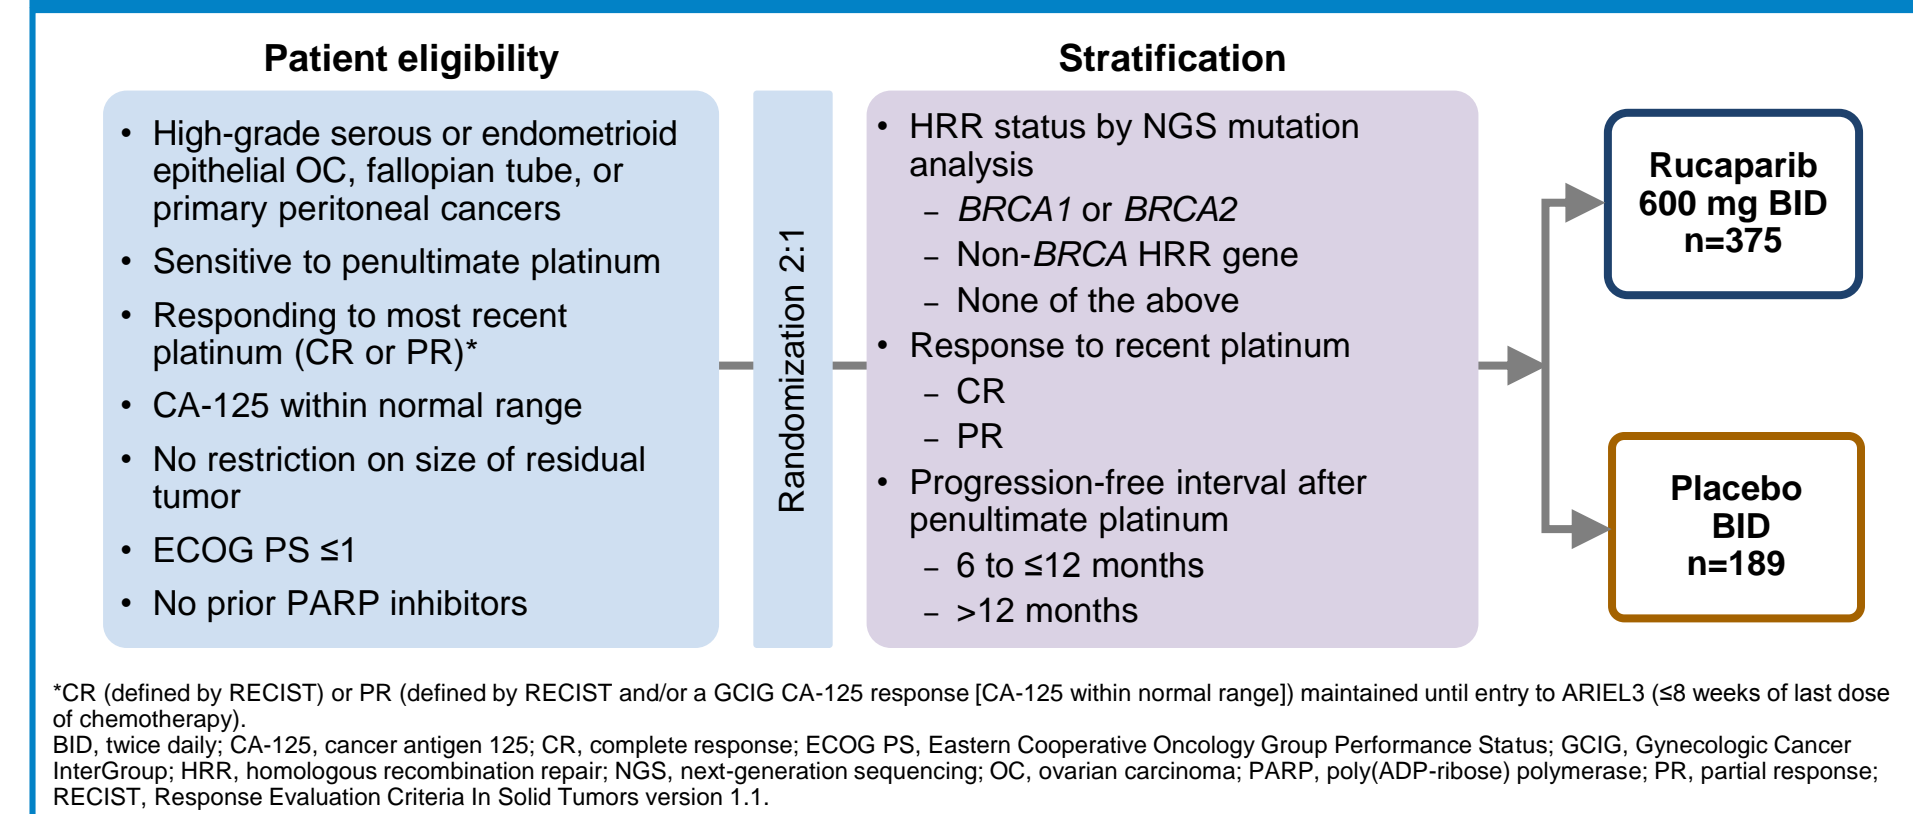 Patient eligibility
• High-grade serous or endometrioid
epithelial OC, fallopian tube, or
primary peritoneal cancers
• Sensitive to penultimate platinum
• Responding to most recent
platinum (CR or PR)*
• CA-125 within normal range
• No restriction on size of residual
tumor
• ECOG PS ≤1
• No prior PARP inhibitors
Randomization 2:1
Stratification
• HRR status by NGS mutation
analysis
– BRCA1 or BRCA2
– Non-BRCA HRR gene
– None of the above
• Response to recent platinum
– CR
– PR
• Progression-free interval after
penultimate platinum
– 6 to ≤12 months
– >12 months
Rucaparib
600 mg BID
n=375
Placebo
BID
n=189
*CR (defined by RECIST) or PR (defined by RECIST and/or a GCIG CA-125 response [CA-125 within normal range]) maintained until entry to ARIEL3 (≤8 weeks of last dose
of chemotherapy).
BID, twice daily; CA-125, cancer antigen 125; CR, complete response; ECOG PS, Eastern Cooperative Oncology Group Performance Status; GCIG, Gynecologic Cancer
InterGroup; HRR, homologous recombination repair; NGS, next-generation sequencing; OC, ovarian carcinoma; PARP, poly(ADP-ribose) polymerase; PR, partial response;
RECIST, Response Evaluation Criteria In Solid Tumors version 1.1.